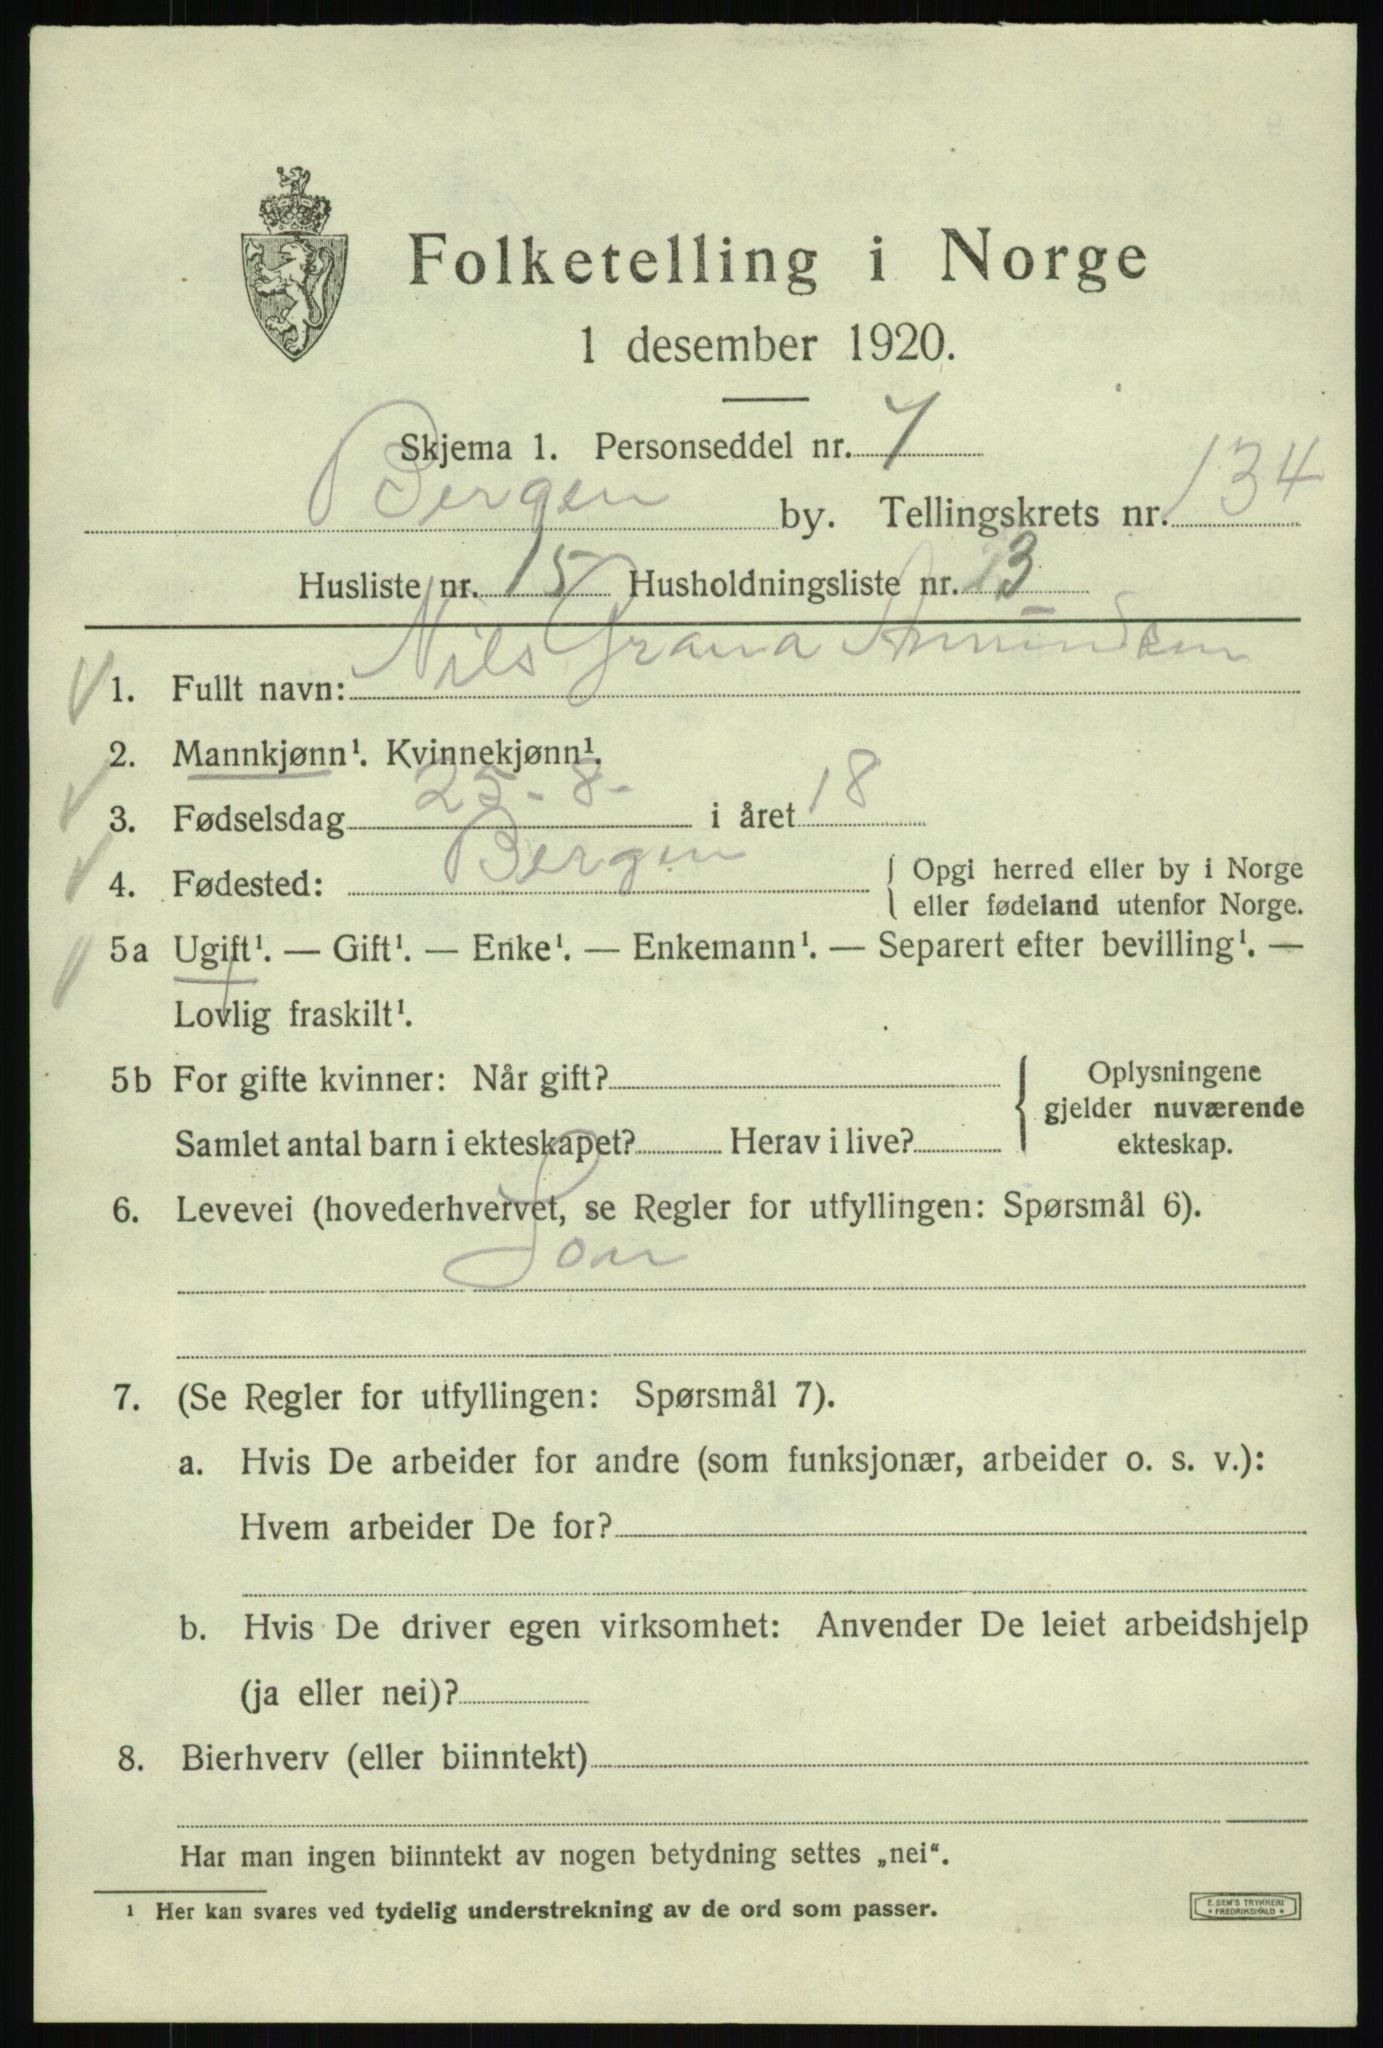 Folketelling i Norge
1 desember 1920.
Skjema 1. Personseddel nr. 7
Bergen by. Tellingskrets nr. 134
Husliste nr. 15 Husholdningsliste nr. 13
1. Fullt navn: Nils Amundsen
2. Mannkjønn¹. Kvinnekjønn¹.
3. Fødselsdag 25-8- i året 18
4. Fødested: Bergen { Opgi herred eller by i Norge
eller fødeland utenfor Norge.
5a Ugift¹. — Gift¹. — Enke¹. — Enkemann¹. — Separert efter bevilling¹. —
Lovlig fraskilt¹.
5b For gifte kvinner: Når gift? { Oplysningene
gjelder nuværende
Samlet antal barn i ekteskapet? Herav i live? ekteskap.
6. Levevei (hovederhvervet, se Regler for utfyllingen: Spørsmål 6).
Søn
7. (Se Regler for utfyllingen: Spørsmål 7).
a. Hvis De arbeider for andre (som funksjonær, arbeider o. s. v.):
Hvem arbeider De for?
b. Hvis De driver egen virksomhet: Anvender De leiet arbeidshjelp
(ja eller nei)?
8. Bierhverv (eller biinntekt)
Har man ingen biinntekt av nogen betydning settes „nei“.
¹ Her kan svares ved tydelig understrekning av de ord som passer.
E. SEM'S TRYKKERI
* FREDRIKSHALD *